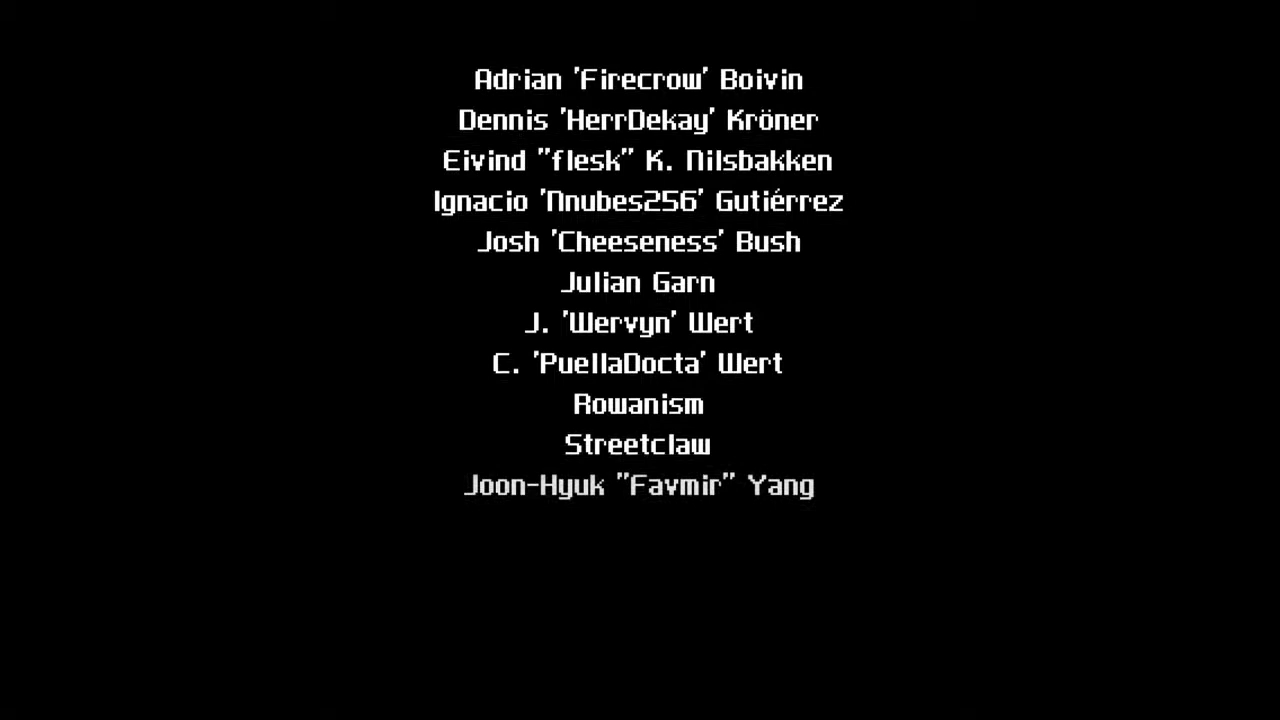 Adrian 'Firecrow' Boivin
Dennis 'HerrDekay' Kröner
Eivind "flesk" K. Nilsbakken
Ignacio 'Nnubes256' Gutiérrez
Josh 'Cheeseness' Bush
Julian Garn
J. 'Wervyn' Wert
C. 'PuellaDocta' Wert
Rowanism
Streetclaw
Joon-Hyuk "Favmir" Yang